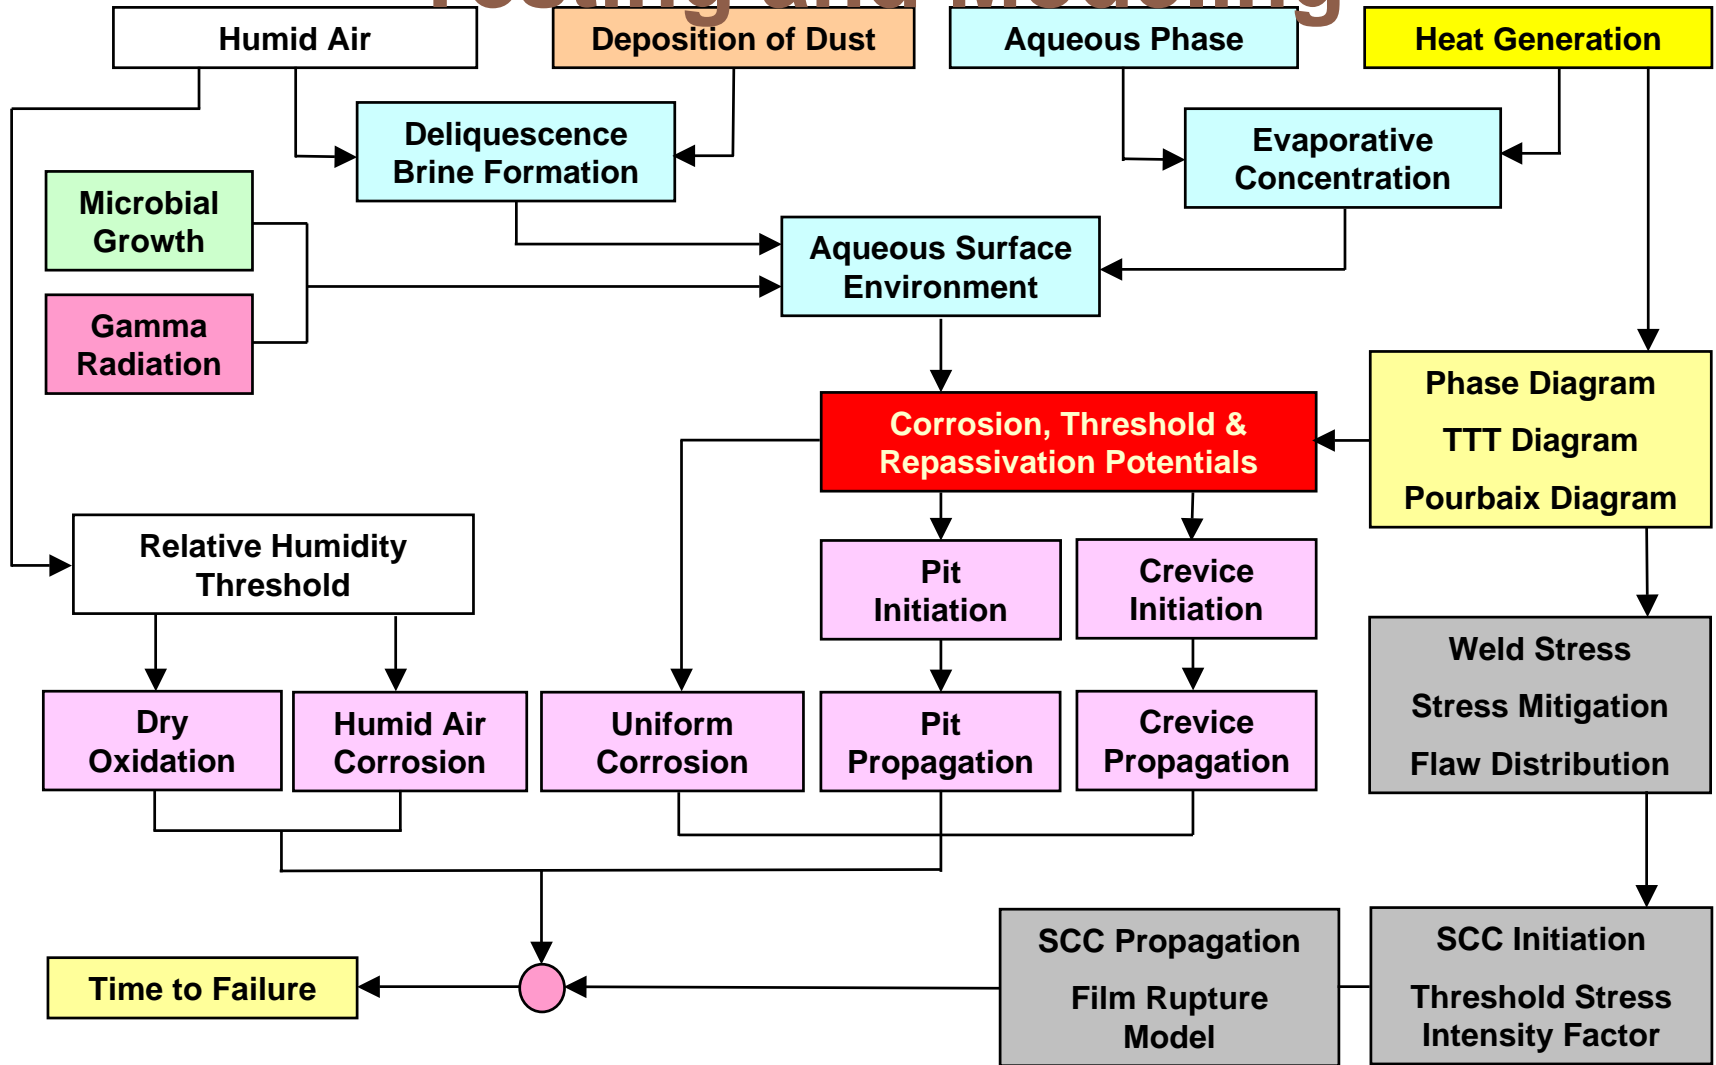 Testing and Modeling
Humid Air
Deposition of Dust
Aqueous Phase
Heat Generation
Deliquescence
Brine Formation
Evaporative
Concentration
Microbial
Growth
Aqueous Surface
Environment
Gamma
Radiation
Phase Diagram
TTT Diagram
Pourbaix Diagram
Corrosion, Threshold &
Repassivation Potentials
Relative Humidity
Threshold
Pit
Initiation
Crevice
Initiation
Weld Stress
Stress Mitigation
Flaw Distribution
Dry
Oxidation
Humid Air
Corrosion
Uniform
Corrosion
Pit
Propagation
Crevice
Propagation
SCC Propagation
Film Rupture
Model
SCC Initiation
Threshold Stress
Intensity Factor
Time to Failure